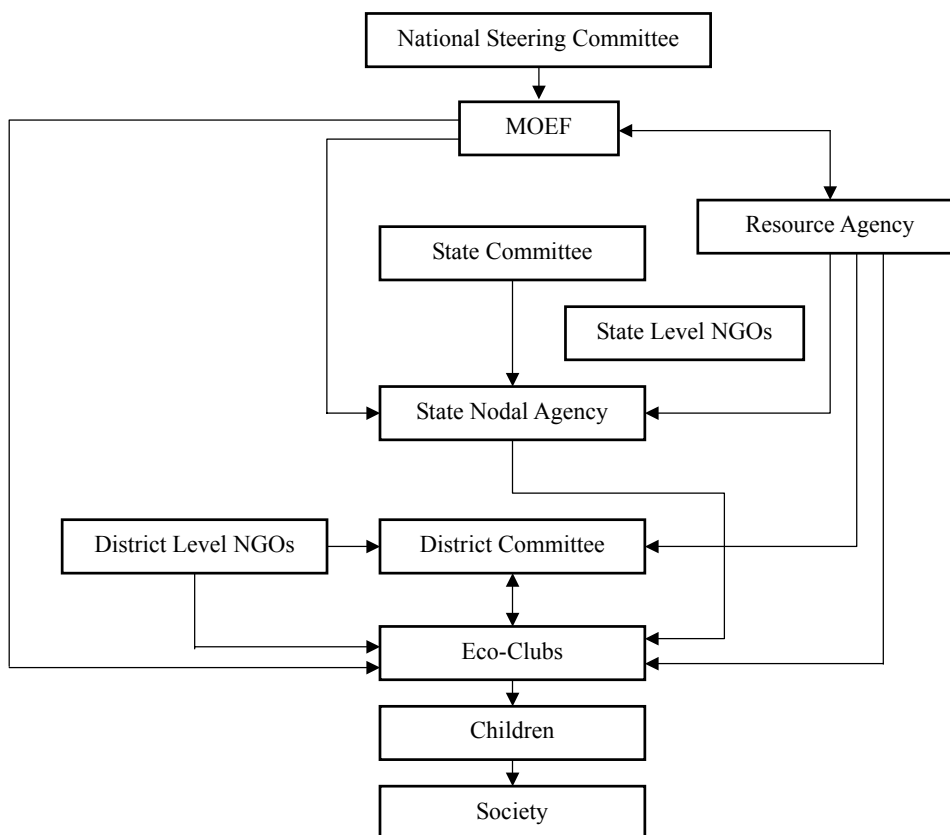 National Steering Committee
MOEF
Resource Agency
State Committee
State Level NGOs
State Nodal Agency
District Level NGOs
District Committee
Eco-Clubs
Children
Society